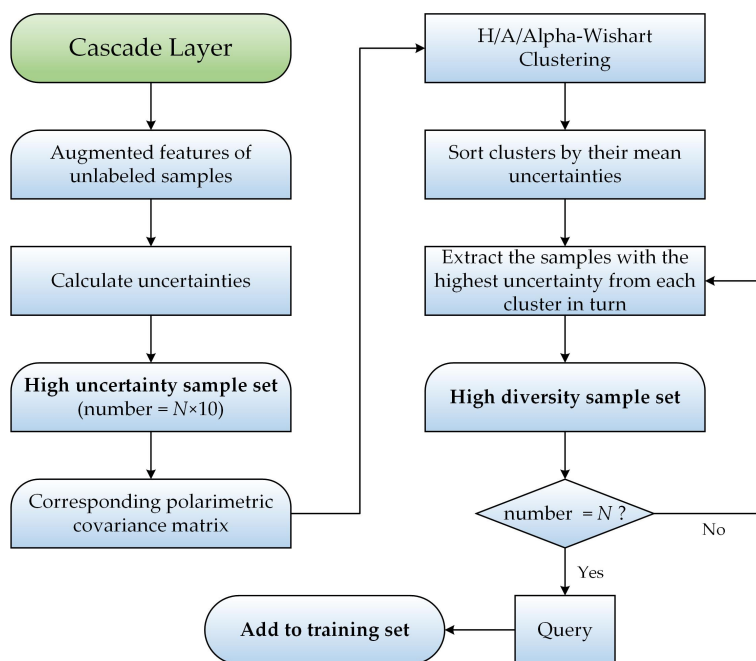 Cascade Layer
Augmented features of
unlabeled samples
Calculate uncertainties
High uncertainty sample set
(number = N×10)
Corresponding polarimetric
covariance matrix
H/A/Alpha-Wishart
Clustering
Sort clusters by their mean
uncertainties
Extract the samples with the
highest uncertainty from each
cluster in turn
High diversity sample set
number = N ?
No
Yes
Query
Add to training set